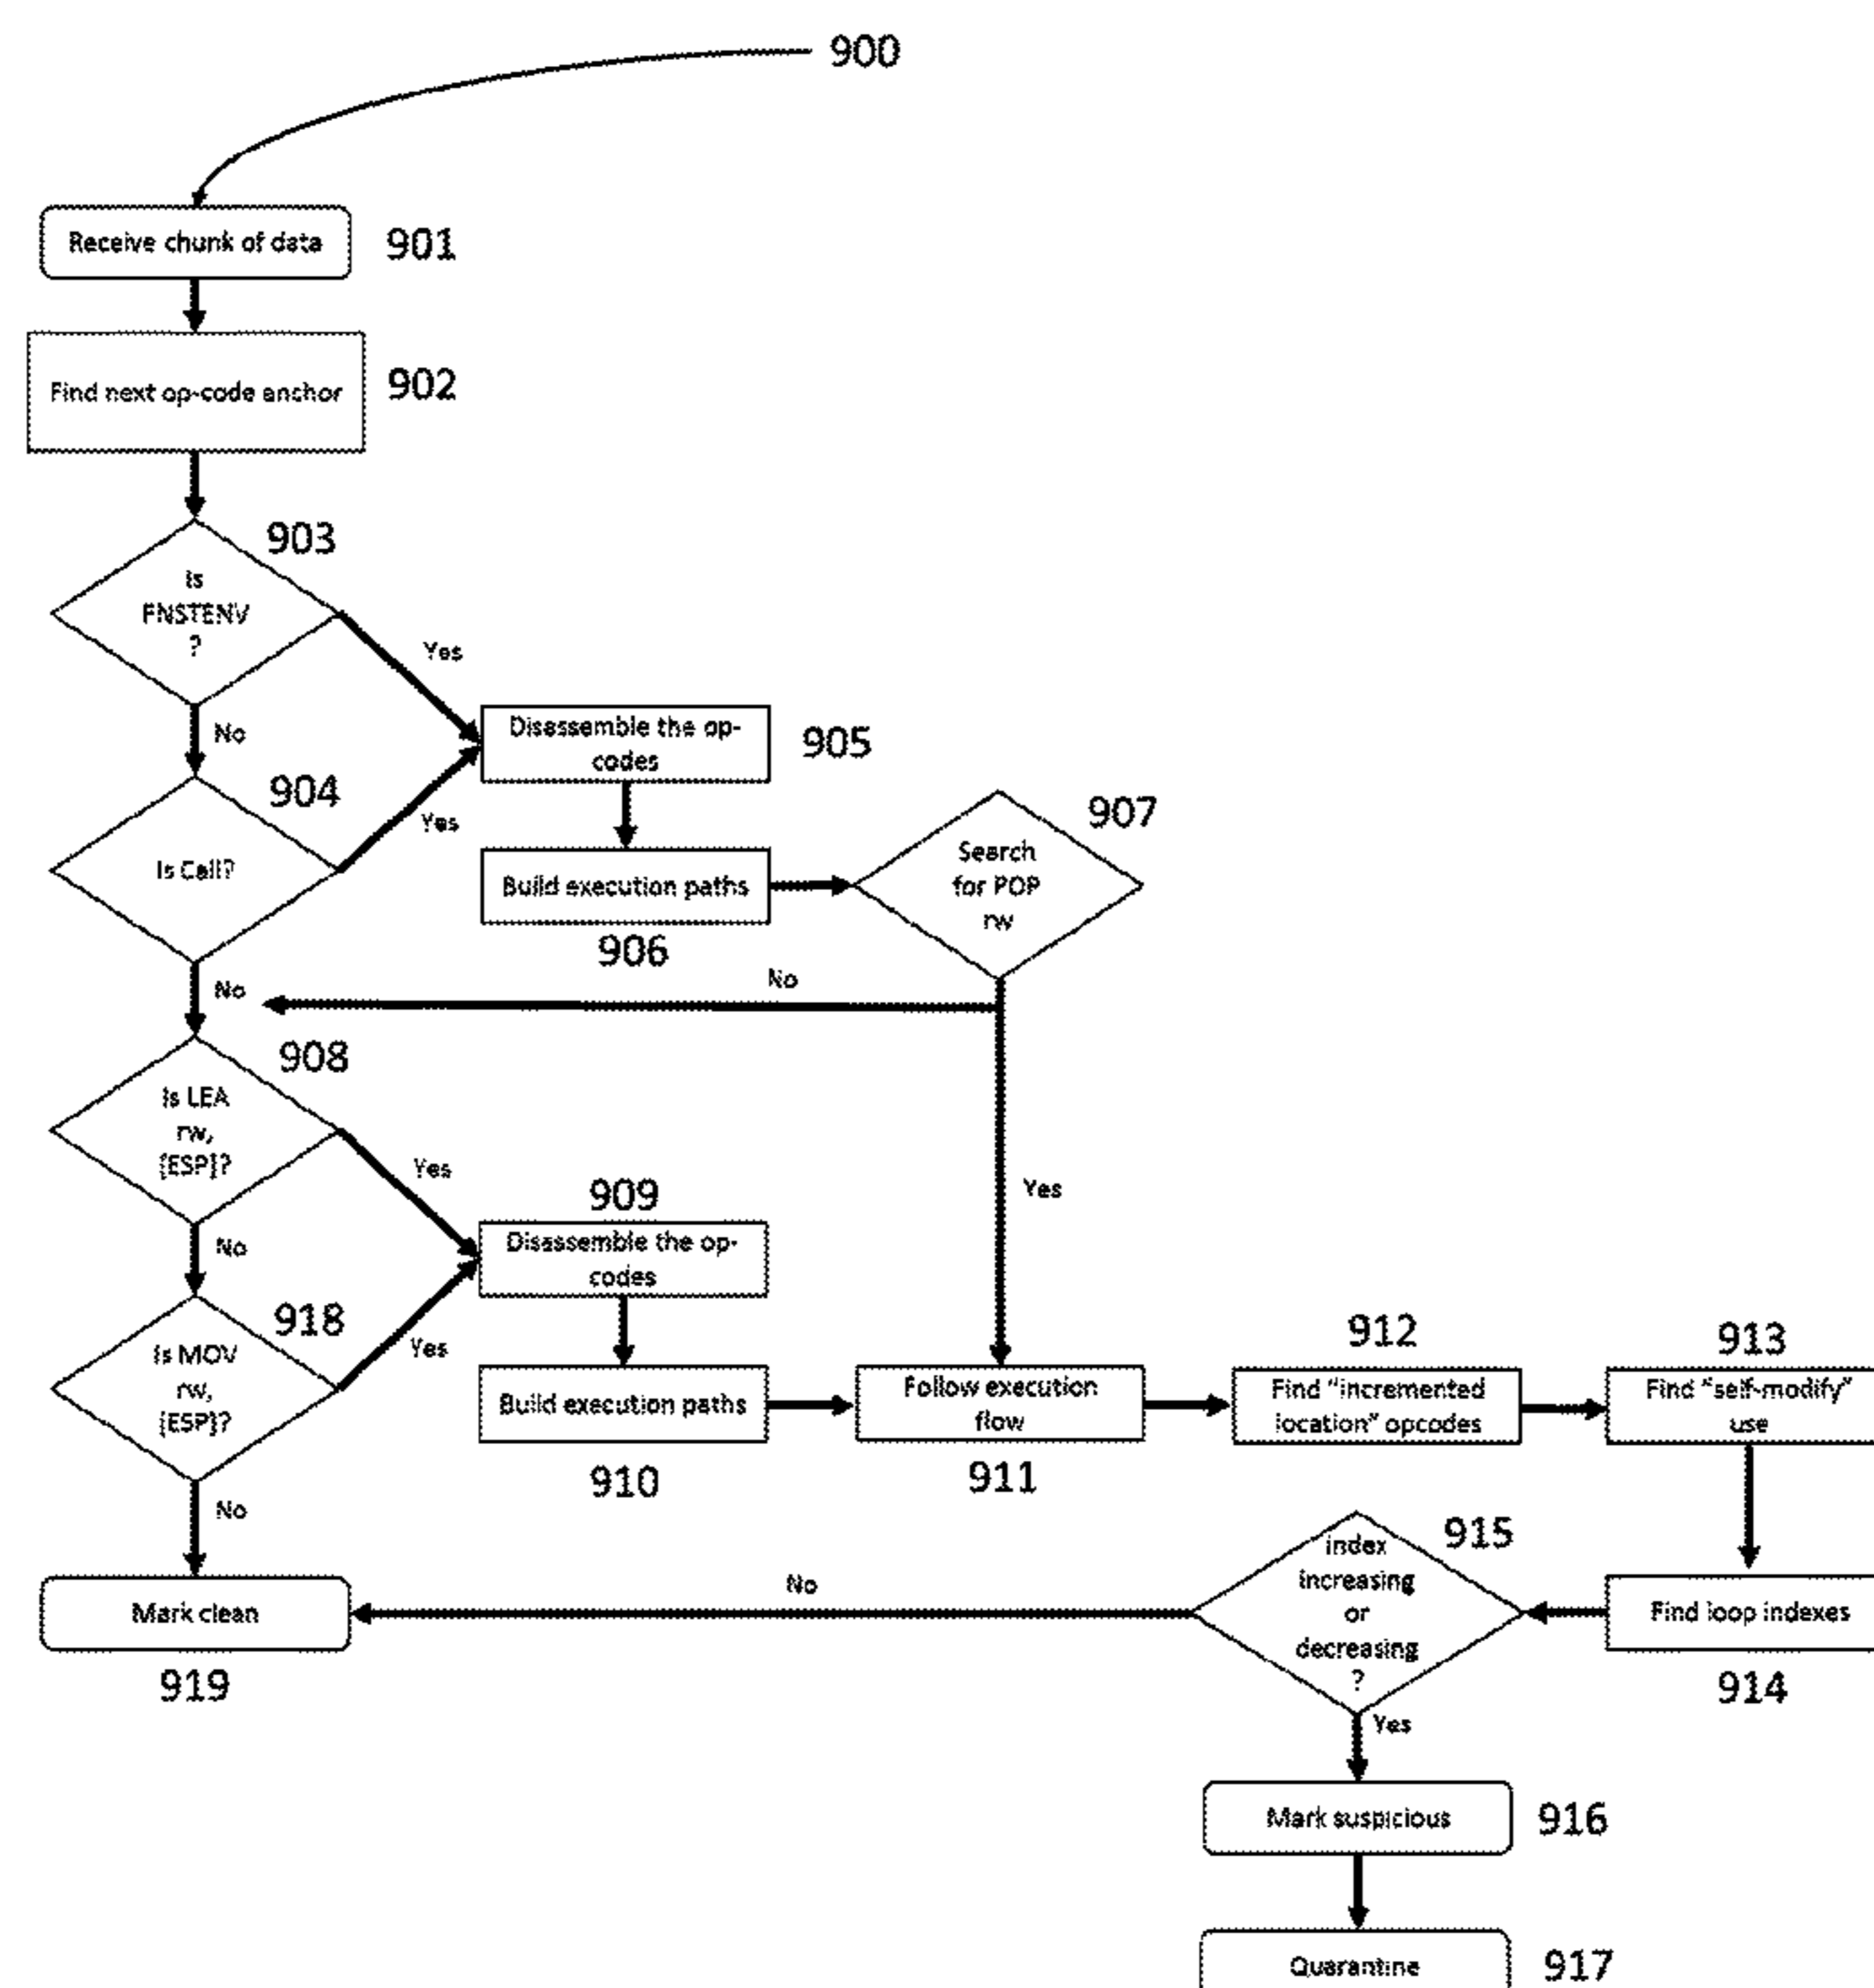 900
Receive chunk of data
901
Find next op-code anchor
902
903
Is
FNSTENV
?
Yes
No
904
Is Call?
Yes
No
Disassemble the op-
codes
905
Build execution paths
906
907
Search
for POP
rw
No
Yes
908
Is LEA
rw,
[ESP]?
Yes
No
918
Is MOV
rw,
[ESP]?
Yes
No
909
Disassemble the op-
codes
Build execution paths
910
Follow execution
flow
911
912
Find "incremented
location" opcodes
913
Find "self-modify"
use
Find loop indexes
914
915
index
increasing
or
decreasing
?
No
Yes
Mark clean
919
Mark suspicious
916
Quarantine
917